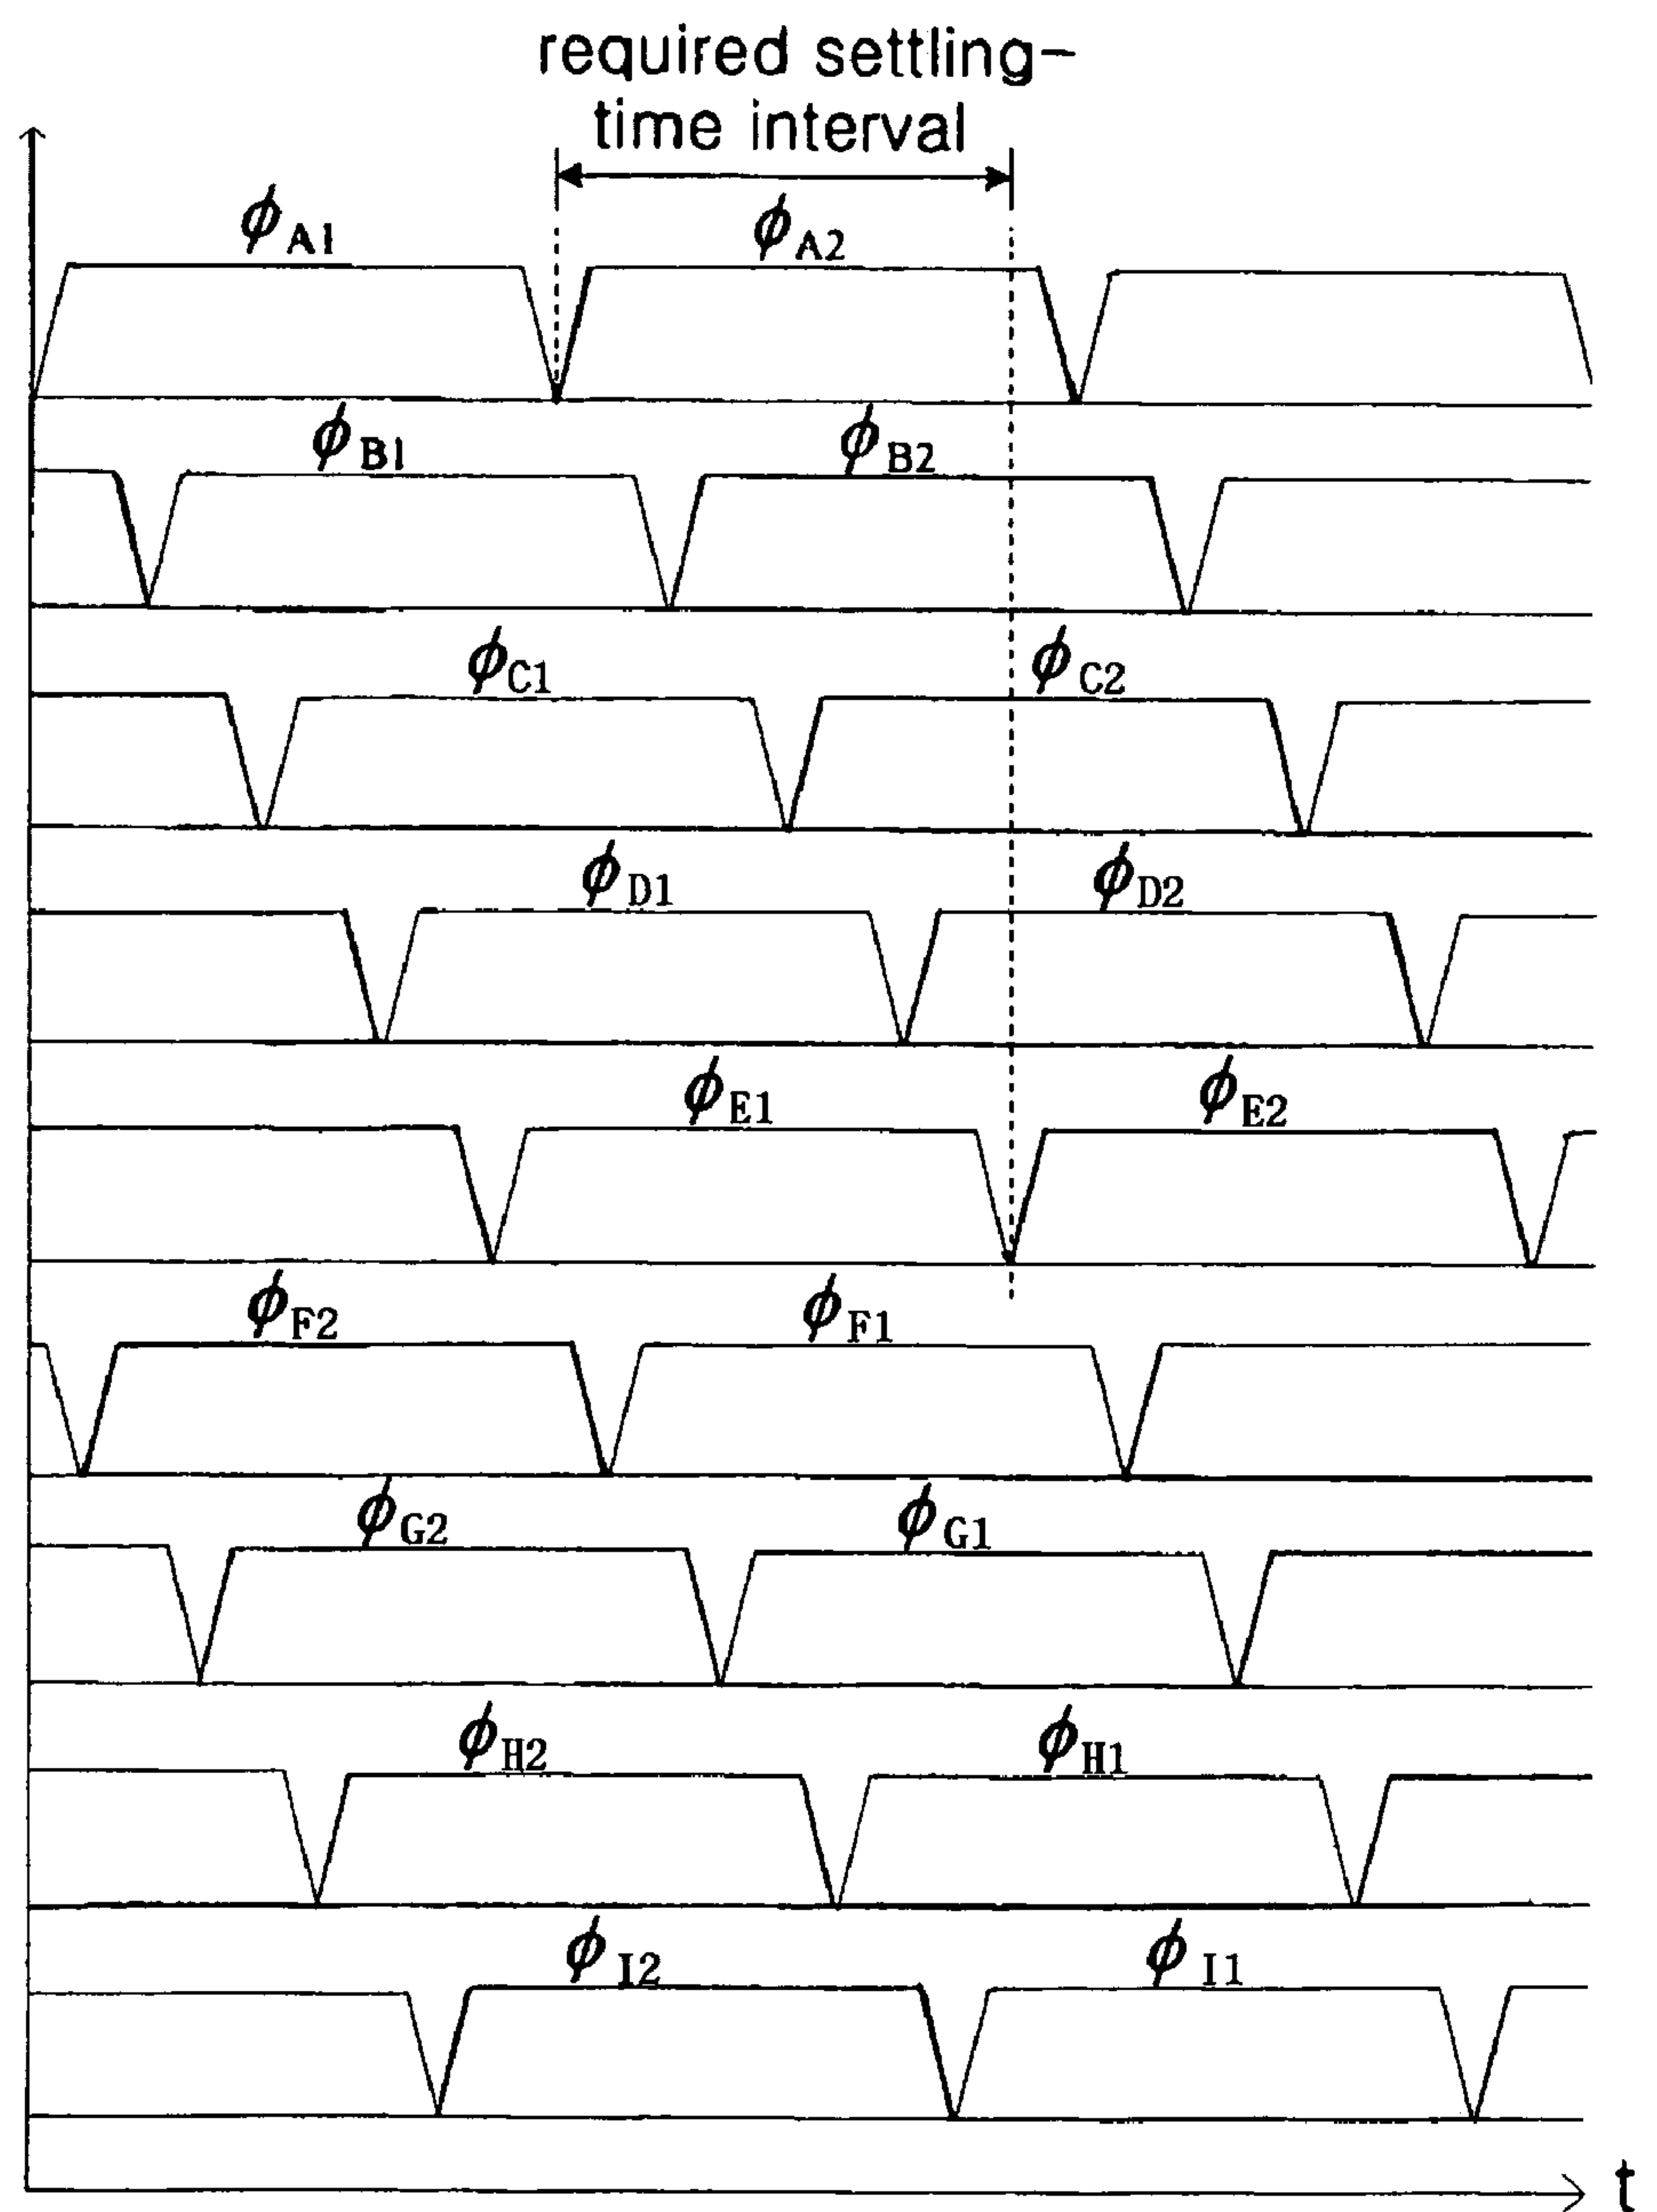 required settling-
time interval
ϕA1 ϕA2
ϕB1 ϕB2
ϕC1 ϕC2
ϕD1 ϕD2
ϕE1 ϕE2
ϕF2 ϕF1
ϕG2 ϕG1
ϕH2 ϕH1
ϕI2 ϕI1
t